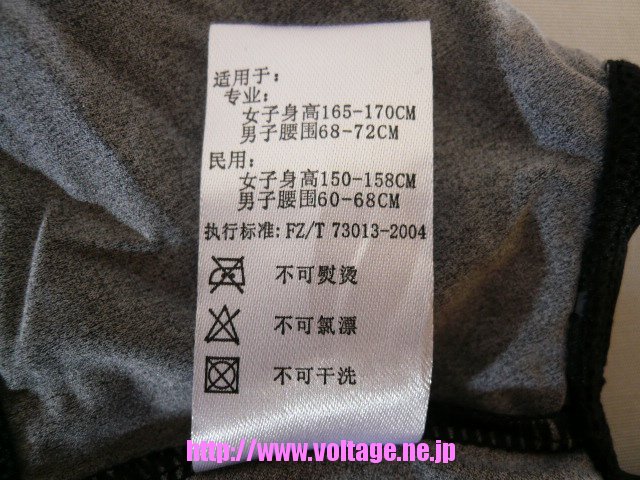 适用于:
专业:
女子身高165-170CM
男子腰围68-72CM
民用:
女子身高150-158CM
男子腰围60-68CM
执行标准: FZ/T 73013-2004
不可熨烫
不可氯漂
不可干洗
http://www.voltage.ne.jp